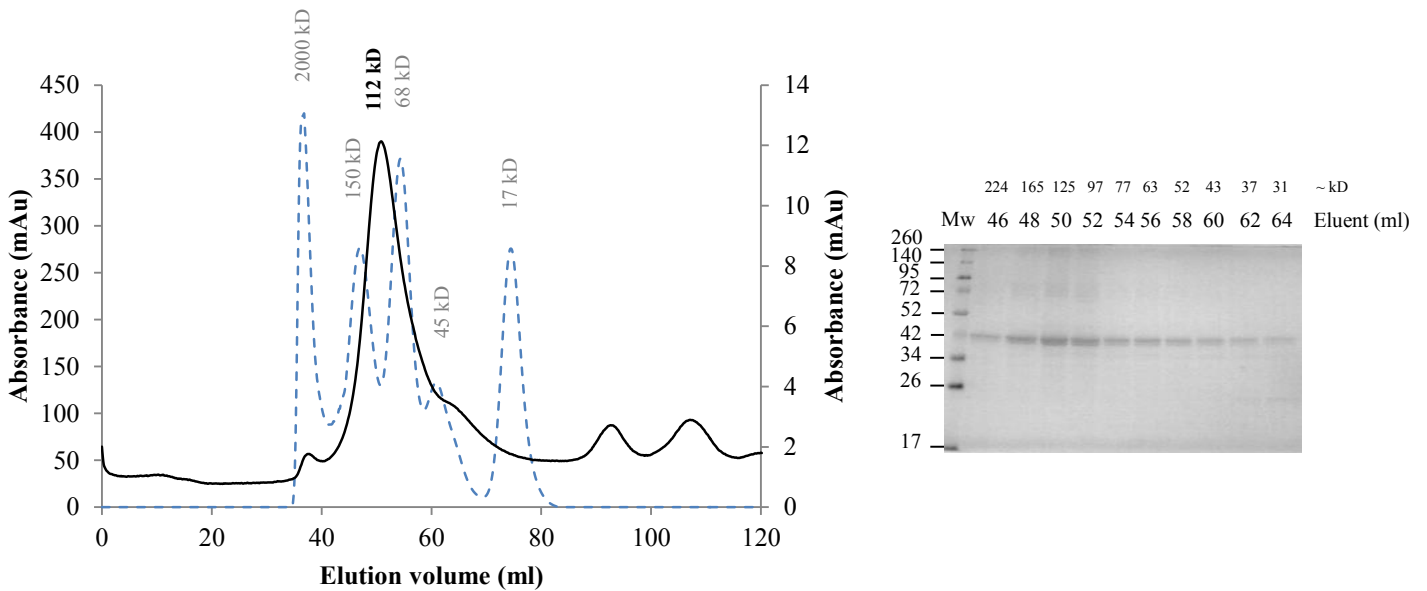 2000 kD
150 kD
112 kD
68 kD
45 kD
17 kD
450
400
350
300
250
200
150
100
50
0
Absorbance (mAu)
14
12
10
8
6
4
2
0
Absorbance (mAu)
0 20 40 60 80 100 120
Elution volume (ml)
224 165 125 97 77 63 52 43 37 31 ~ kD
Mw 46 48 50 52 54 56 58 60 62 64 Eluent (ml)
260
140
95
72
52
42
34
26
17